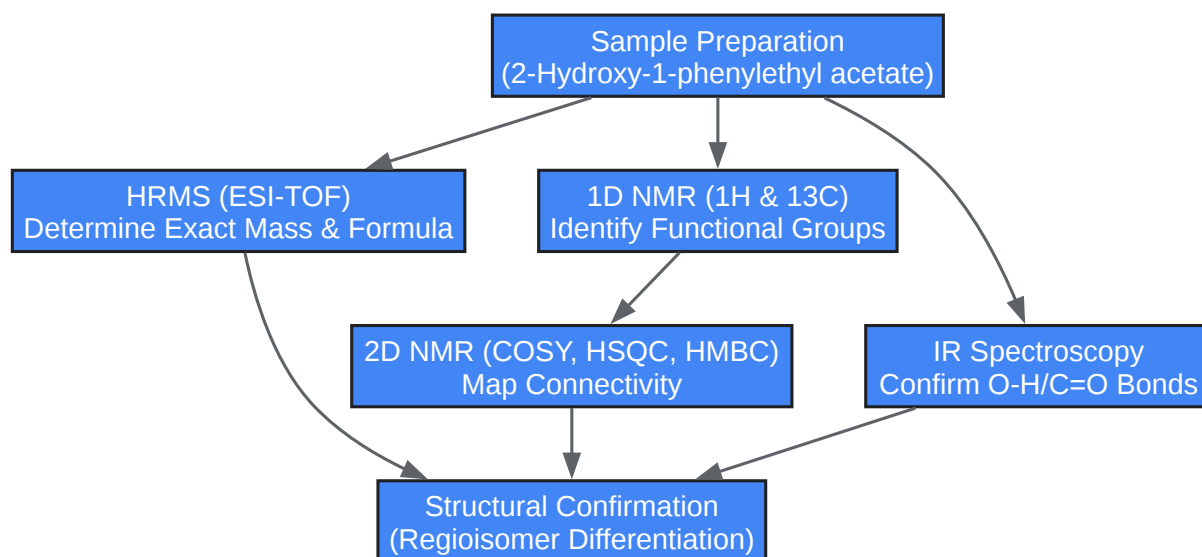 Sample Preparation
(2-Hydroxy-1-phenylethyl acetate)
HRMS (ESI-TOF)
Determine Exact Mass & Formula
1D NMR (1H & 13C)
Identify Functional Groups
2D NMR (COSY, HSQC, HMBC)
Map Connectivity
IR Spectroscopy
Confirm O-H/C=O Bonds
Structural Confirmation
(Regioisomer Differentiation)